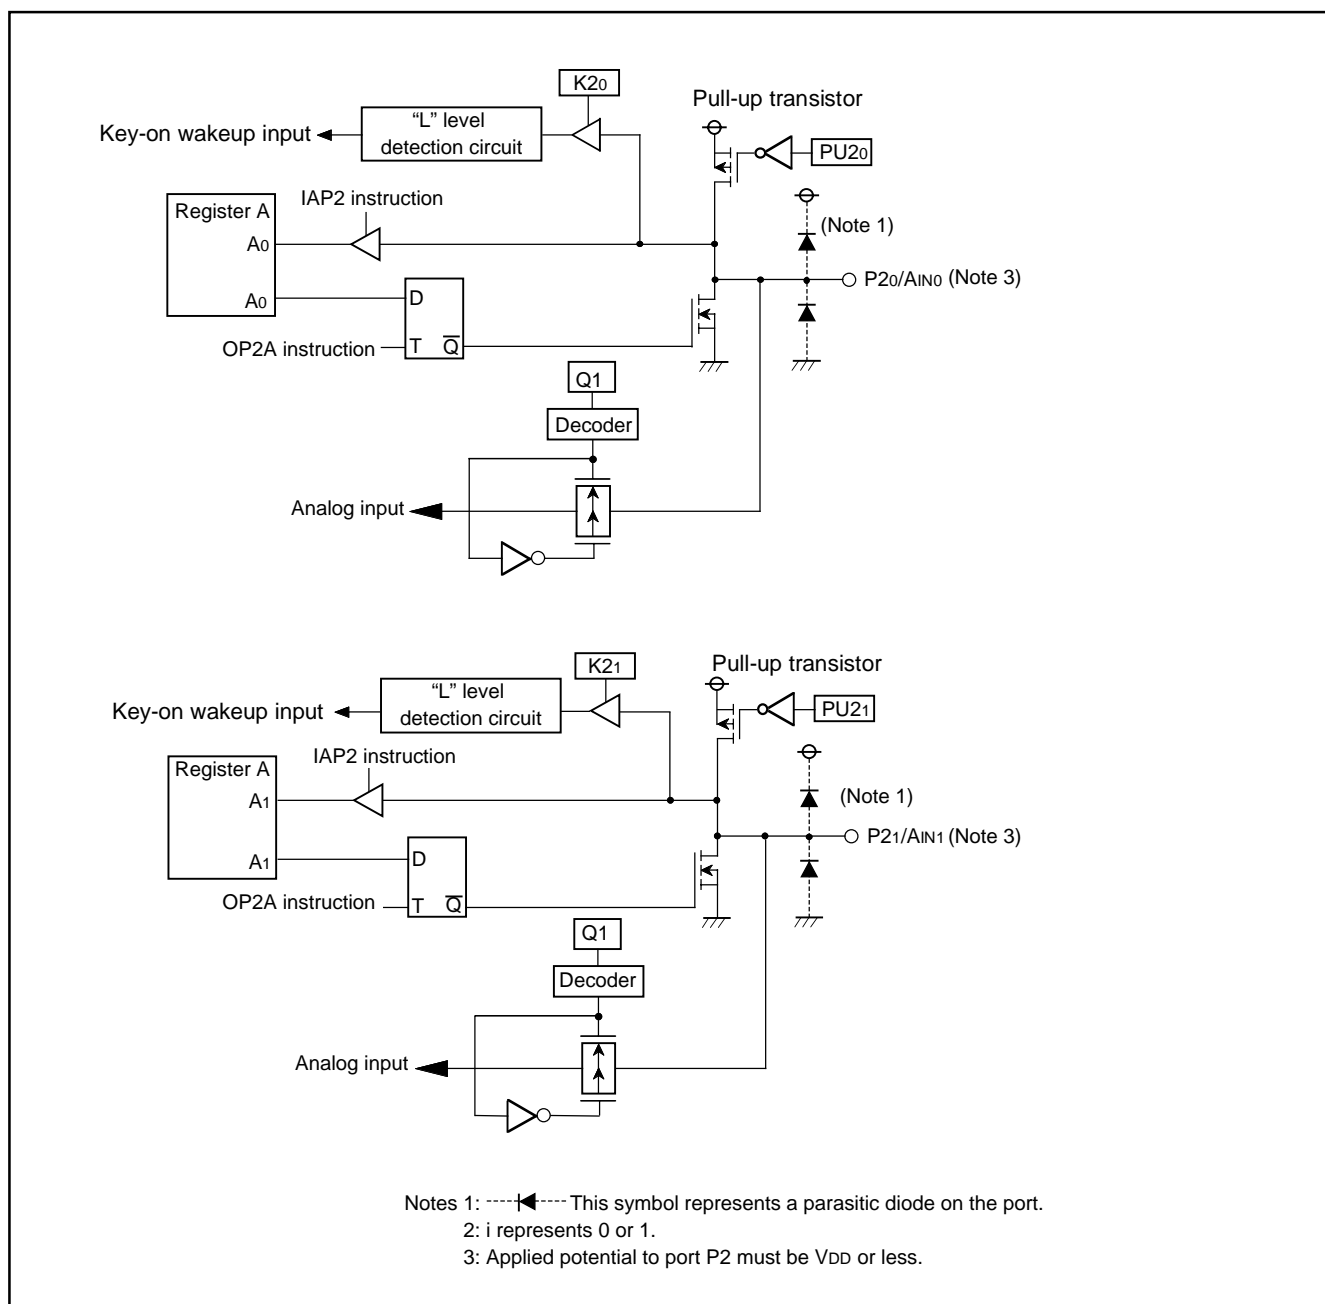 K20
Pull-up transistor
Key-on wakeup input
“L” level
detection circuit
PU20
IAP2 instruction
Register A
(Note 1)
A0
P20/AIN0 (Note 3)
A0
D
OP2A instruction
T Q
Q1
Decoder
Analog input
K21
Pull-up transistor
Key-on wakeup input
“L” level
detection circuit
PU21
IAP2 instruction
Register A
(Note 1)
A1
P21/AIN1 (Note 3)
A1
D
OP2A instruction
T Q
Q1
Decoder
Analog input
Notes 1: This symbol represents a parasitic diode on the port.
2: i represents 0 or 1.
3: Applied potential to port P2 must be VDD or less.